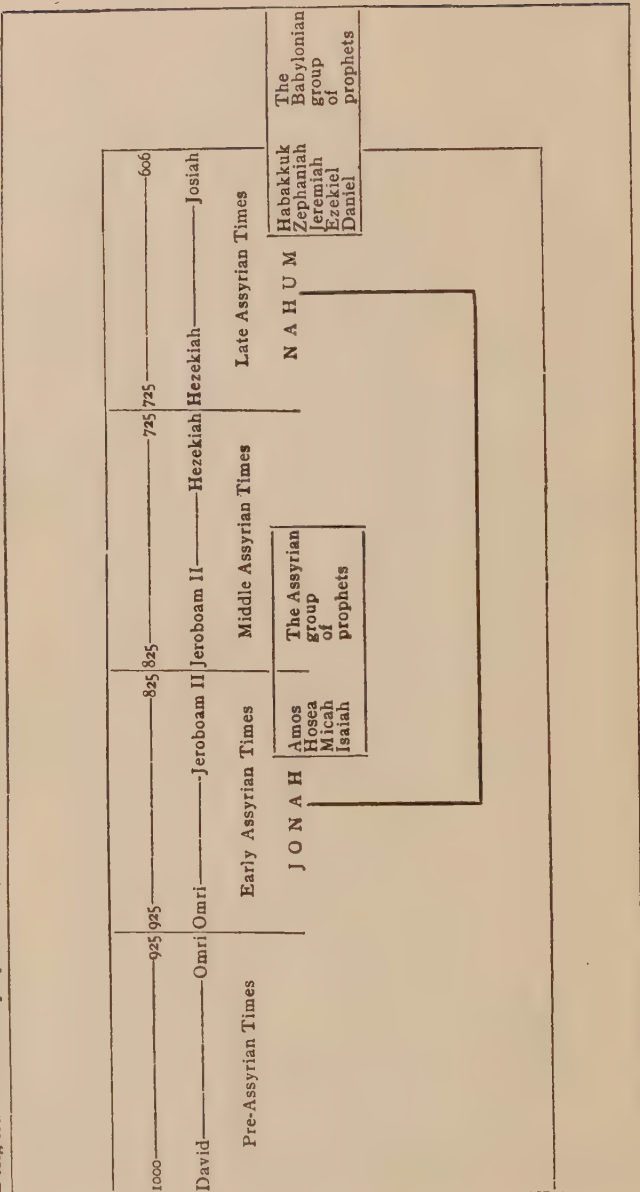 1000——925 925——825 825——725 725——606
David——Omri Omri——Jeroboam II Jeroboam II——Hezekiah Hezekiah——Josiah
Pre-Assyrian Times
Early Assyrian Times
Middle Assyrian Times
Late Assyrian Times
JONAH
Amos
Hosea
Micah
Isaiah
The Assyrian
group
of
prophets
NAHUM
Habakkuk
Zephaniah
Jeremiah
Ezekiel
Daniel
The
Babylonian
group
of
prophets